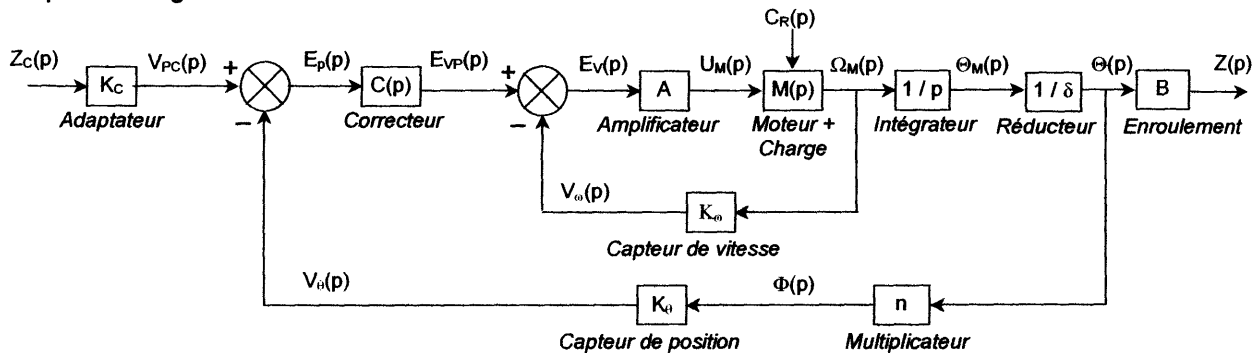 C_R(p)
Z_C(p)
V_PC(p)
+
E_p(p)
E_VP(p)
+
E_V(p)
U_M(p)
Ω_M(p)
Θ_M(p)
Θ(p)
Z(p)
K_C
C(p)
A
M(p)
1 / p
1 / δ
B
−
−
Adaptateur
Correcteur
Amplificateur
Moteur +
Charge
Intégrateur
Réducteur
Enroulement
V_ω(p)
K_ω
Capteur de vitesse
V_θ(p)
K_θ
Φ(p)
n
Capteur de position
Multiplicateur